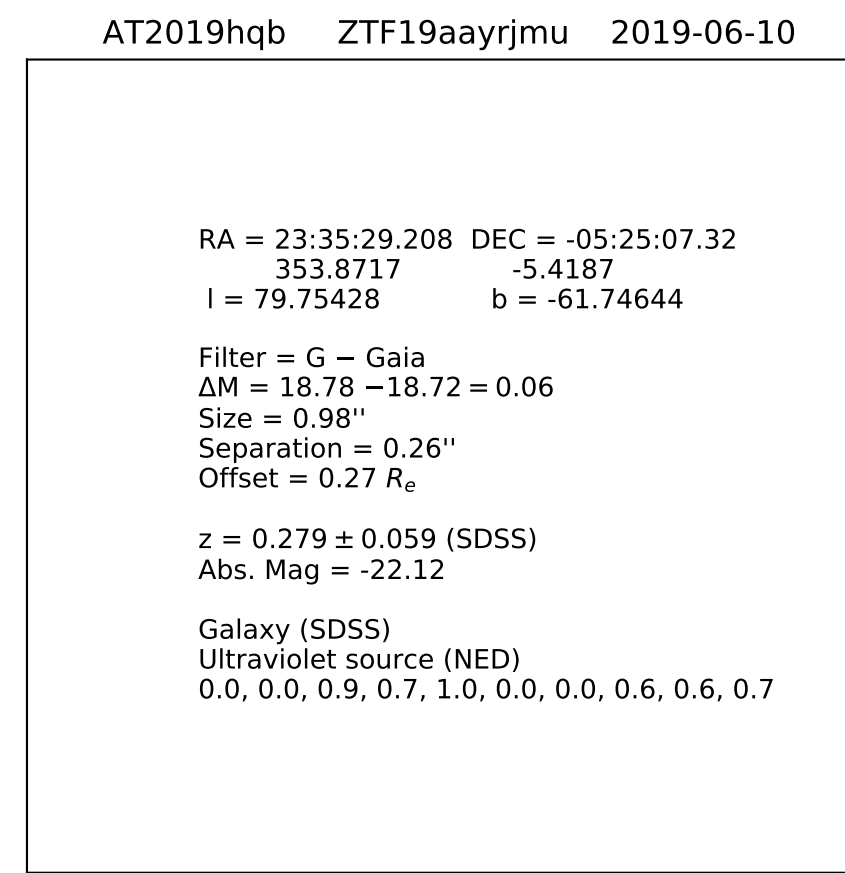 AT2019hqb ZTF19aayrjmu 2019-06-10
RA = 23:35:29.208 DEC = -05:25:07.32
353.8717 -5.4187
l = 79.75428 b = -61.74644
Filter = G − Gaia
ΔM = 18.78 −18.72 = 0.06
Size = 0.98''
Separation = 0.26''
Offset = 0.27 Re
z = 0.279 ± 0.059 (SDSS)
Abs. Mag = -22.12
Galaxy (SDSS)
Ultraviolet source (NED)
0.0, 0.0, 0.9, 0.7, 1.0, 0.0, 0.0, 0.6, 0.6, 0.7